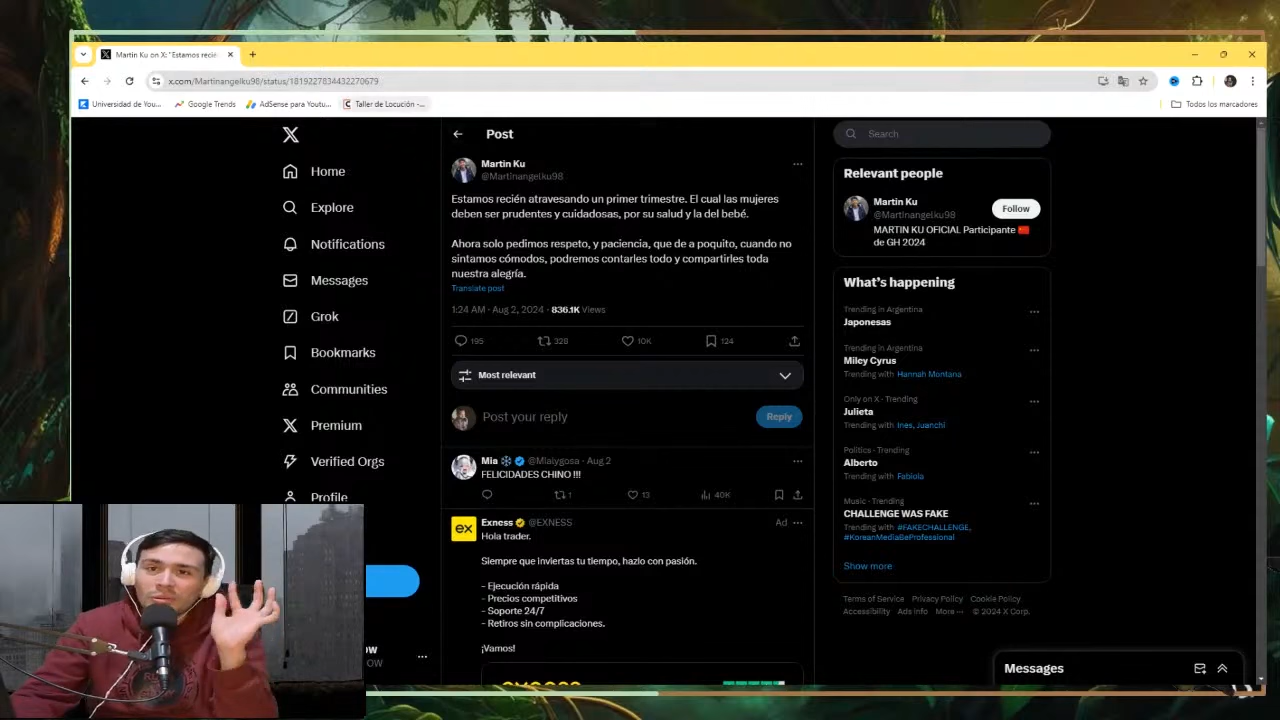 Martin Ku on X: "Estamos recié
x.com/Martinangelku98/status/1819227834432270679
Universidad de You...
Google Trends
AdSense para Youtu...
Taller de Locución -...
Todos los marcadores
Home
Explore
Notifications
Messages
Grok
Bookmarks
Communities
Premium
Verified Orgs
Profile
OW
OW
Post
Martin Ku
@Martinangelku98
Estamos recién atravesando un primer trimestre. El cual las mujeres
deben ser prudentes y cuidadosas, por su salud y la del bebé.
Ahora solo pedimos respeto, y paciencia, que de a poquito, cuando no
sintamos cómodos, podremos contarles todo y compartirles toda
nuestra alegría.
Translate post
1:24 AM · Aug 2, 2024 · 836.1K Views
195 328 10K 124
Most relevant
Post your reply
Reply
Mia @Mialygosa · Aug 2
FELICIDADES CHINO !!!
1 13 40K
Exness @EXNESS Ad
Hola trader.
Siempre que inviertas tu tiempo, hazlo con pasión.
- Ejecución rápida
- Precios competitivos
- Soporte 24/7
- Retiros sin complicaciones.
¡Vamos!
Search
Relevant people
Martin Ku
@Martinangelku98
Follow
MARTIN KU OFICIAL Participante
de GH 2024
What's happening
Trending in Argentina
Japonesas
Trending in Argentina
Miley Cyrus
Trending with Hannah Montana
Only on X · Trending
Julieta
Trending with Ines, Juanchi
Politics · Trending
Alberto
Trending with Fabiola
Music · Trending
CHALLENGE WAS FAKE
Trending with #FAKECHALLENGE,
#KoreanMediaBeProfessional
Show more
Terms of Service Privacy Policy Cookie Policy
Accessibility Ads info More ··· © 2024 X Corp.
Messages